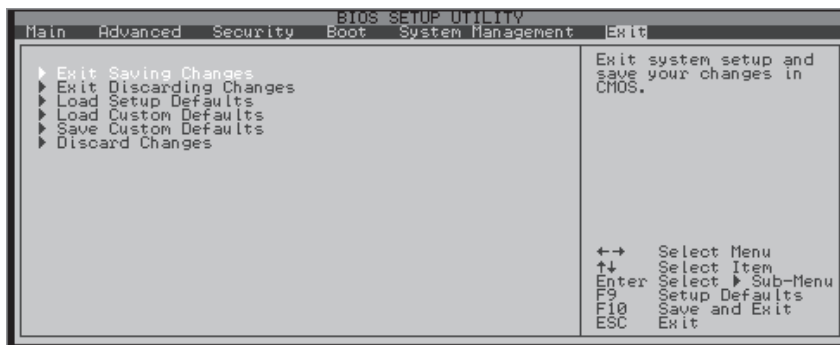 BIOS SETUP UTILITY
Main Advanced Security Boot System Management Exit
▶ Exit Saving Changes
▶ Exit Discarding Changes
▶ Load Setup Defaults
▶ Load Custom Defaults
▶ Save Custom Defaults
▶ Discard Changes
Exit system setup and
save your changes in
CMOS.
←→ Select Menu
↑↓ Select Item
Enter Select ▶ Sub-Menu
F9 Setup Defaults
F10 Save and Exit
ESC Exit